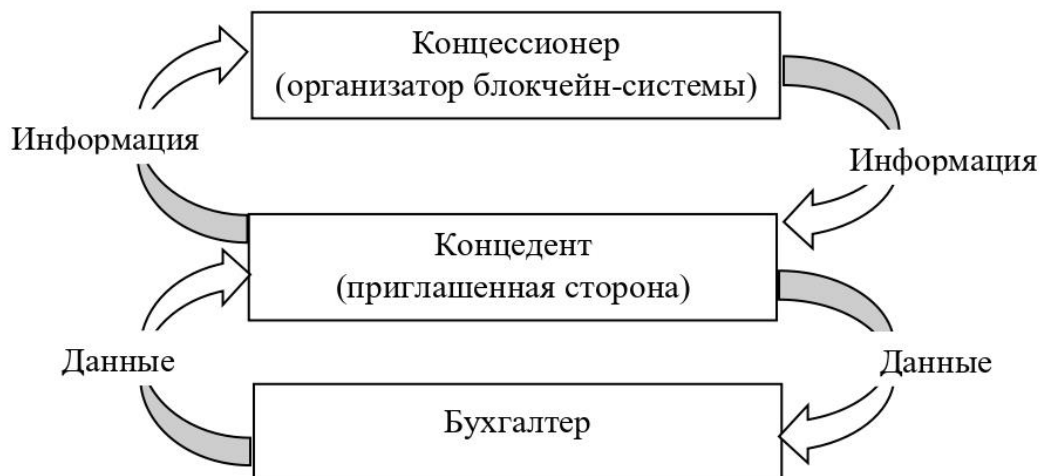 Концессионер
(организатор блокчейн-системы)
Информация
Информация
Концедент
(приглашенная сторона)
Данные
Данные
Бухгалтер